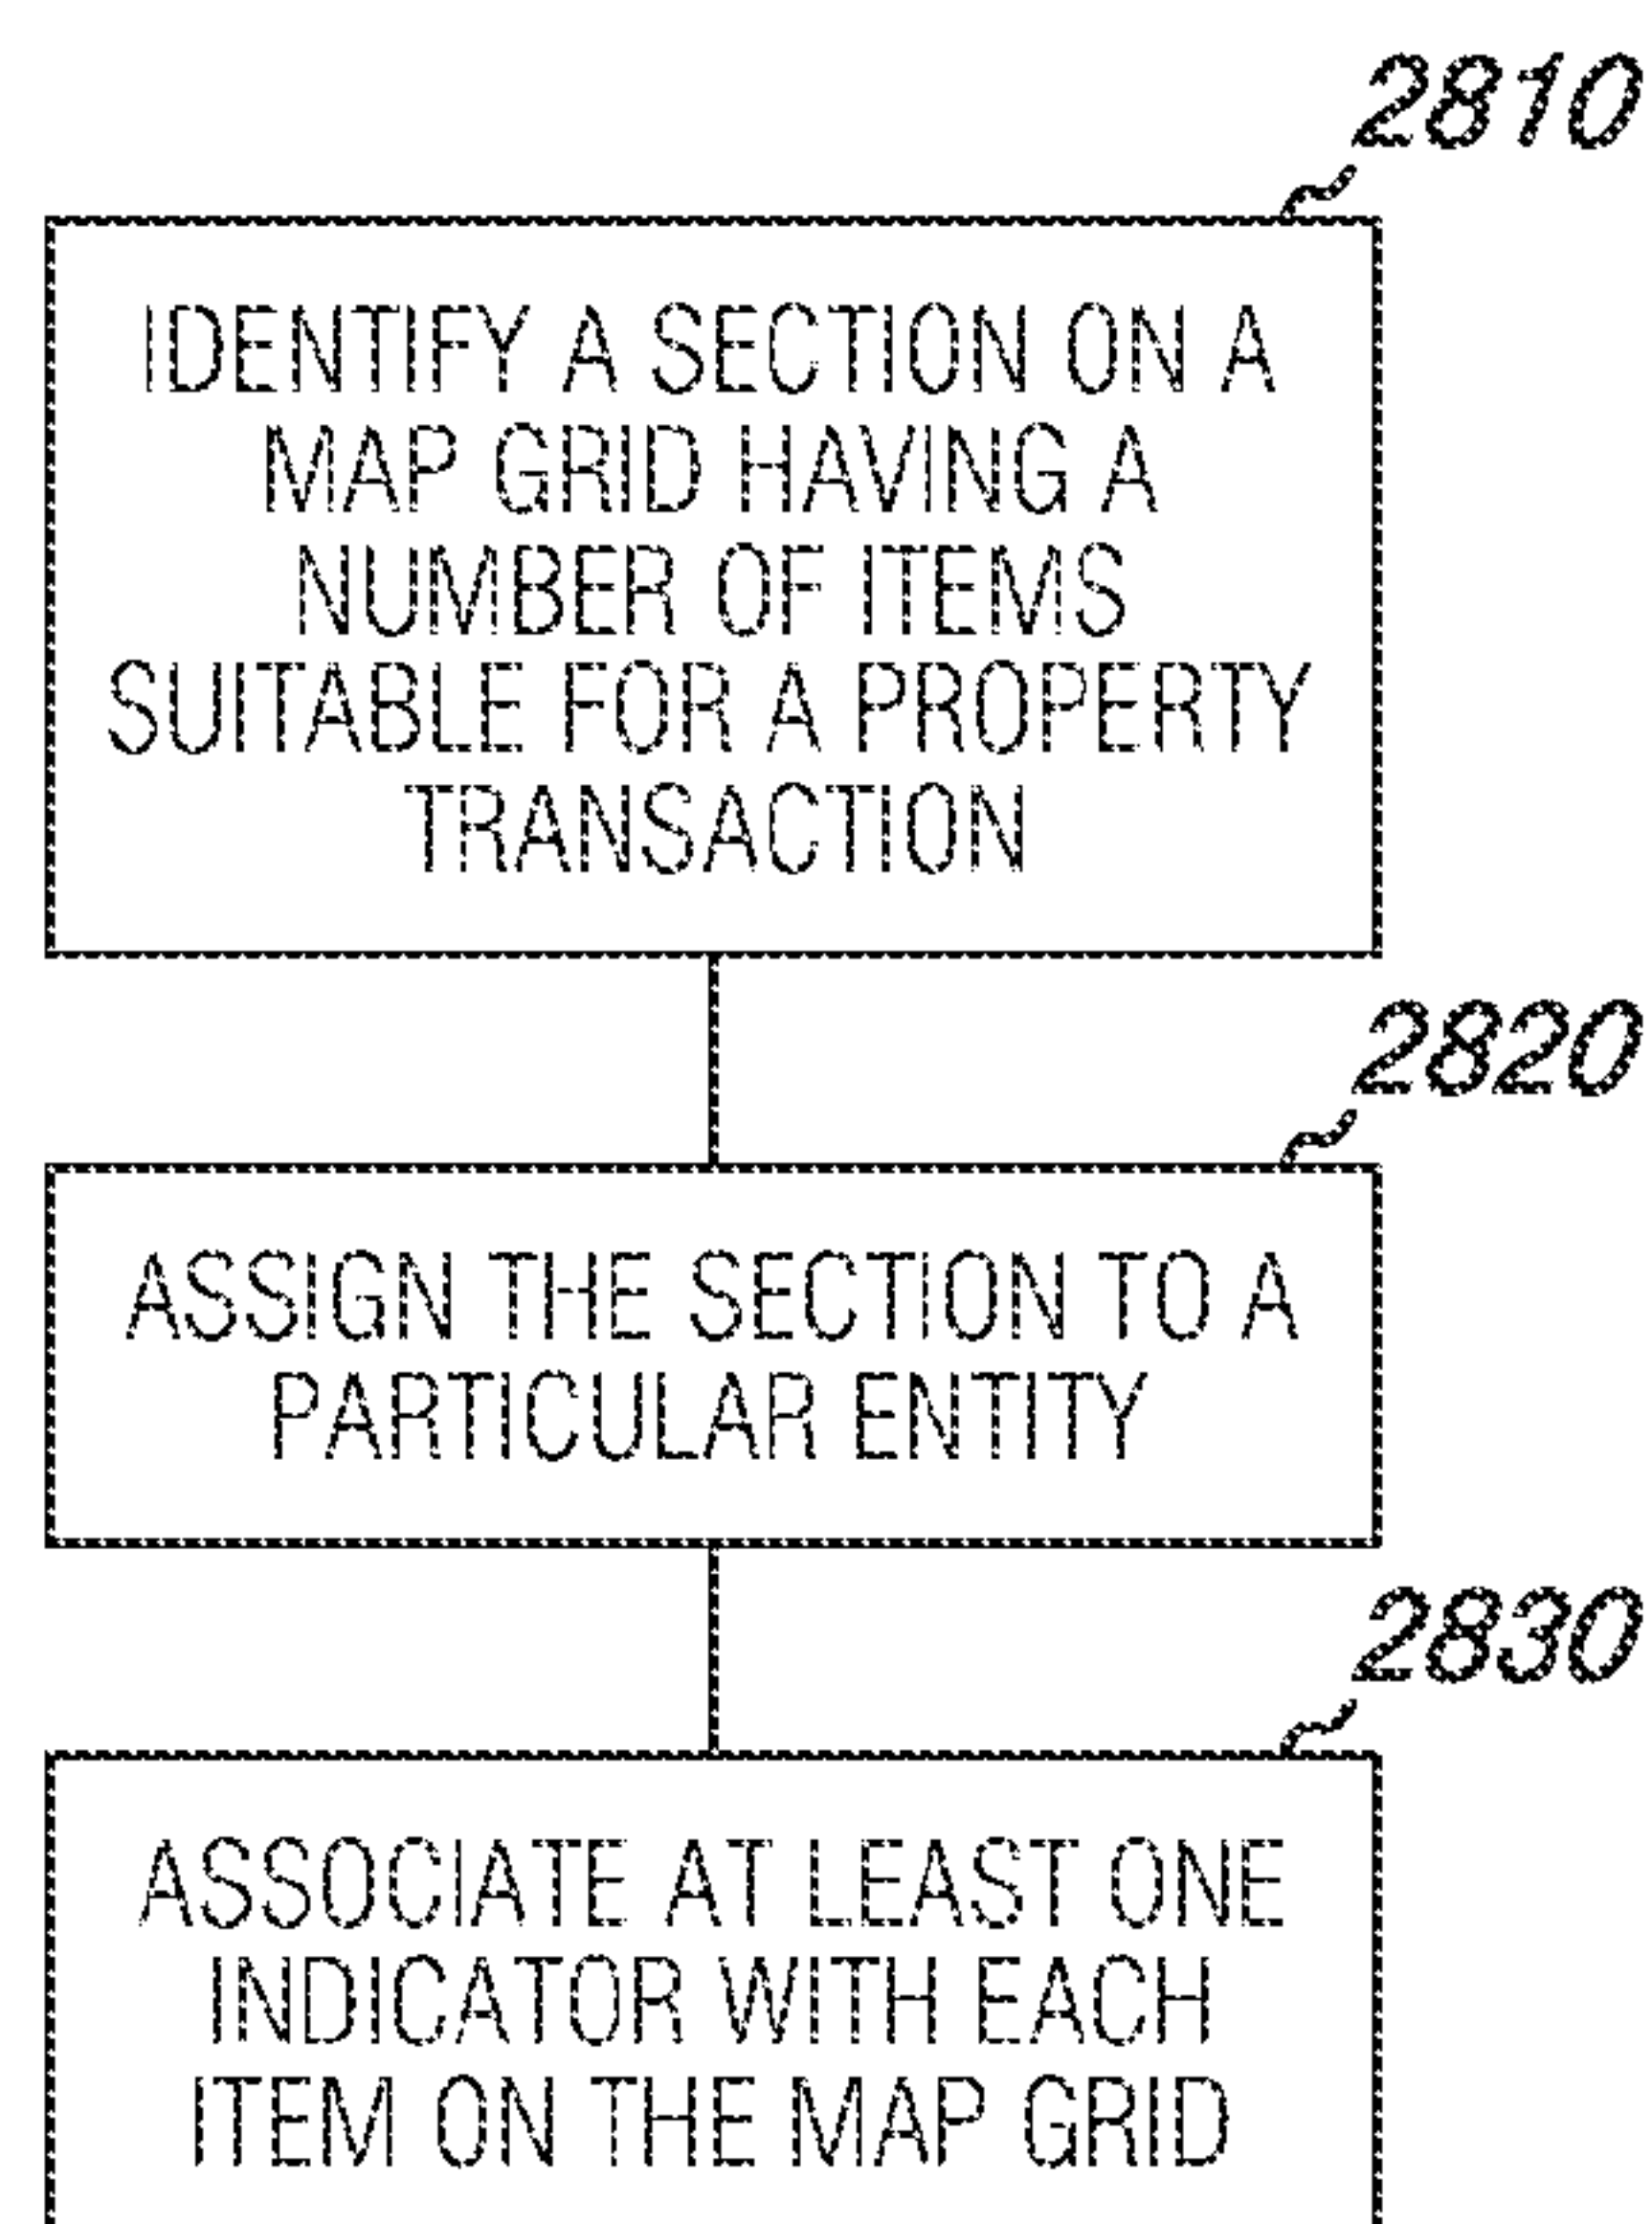 2810
IDENTIFY A SECTION ON A
MAP GRID HAVING A
NUMBER OF ITEMS
SUITABLE FOR A PROPERTY
TRANSACTION
2820
ASSIGN THE SECTION TO A
PARTICULAR ENTITY
2830
ASSOCIATE AT LEAST ONE
INDICATOR WITH EACH
ITEM ON THE MAP GRID